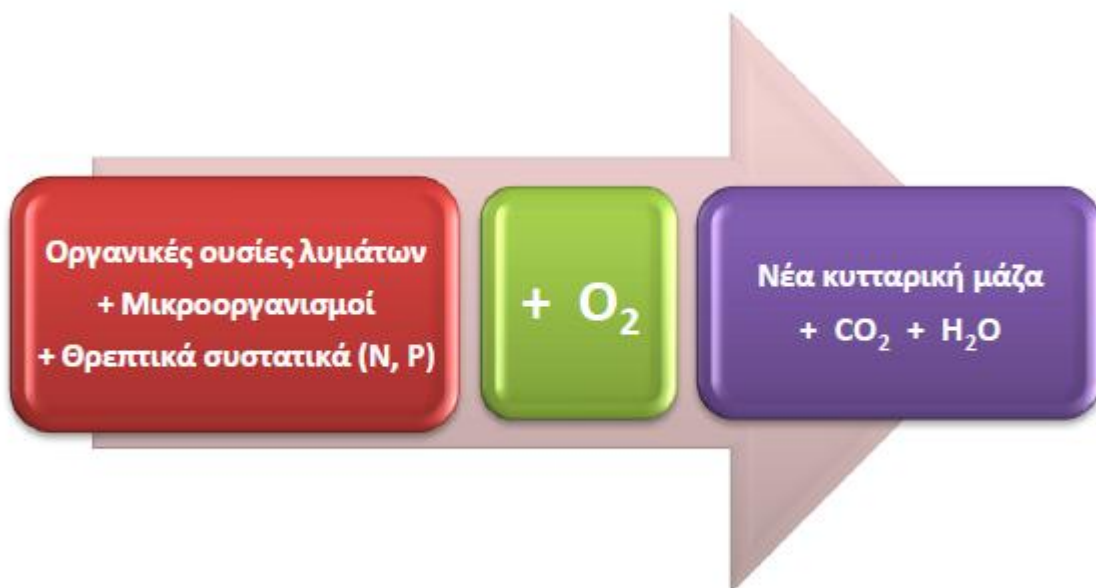 Οργανικές ουσίες λυμάτων
+ Μικροοργανισμοί
+ Θρεπτικά συστατικά (Ν, Ρ)
+ O₂
Νέα κυτταρική μάζα
+ CO₂ + H₂O